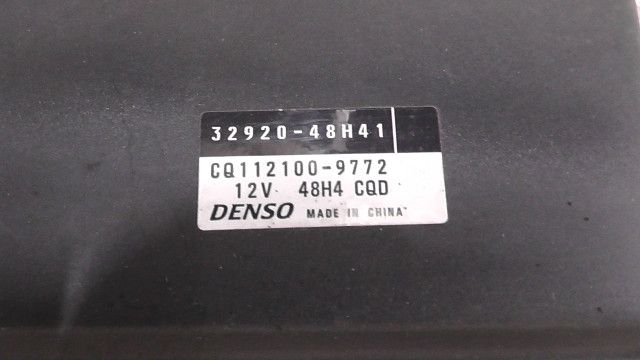 32920-48H41
CQ112100-9772
12V 48H4 CQD
DENSO MADE IN CHINA